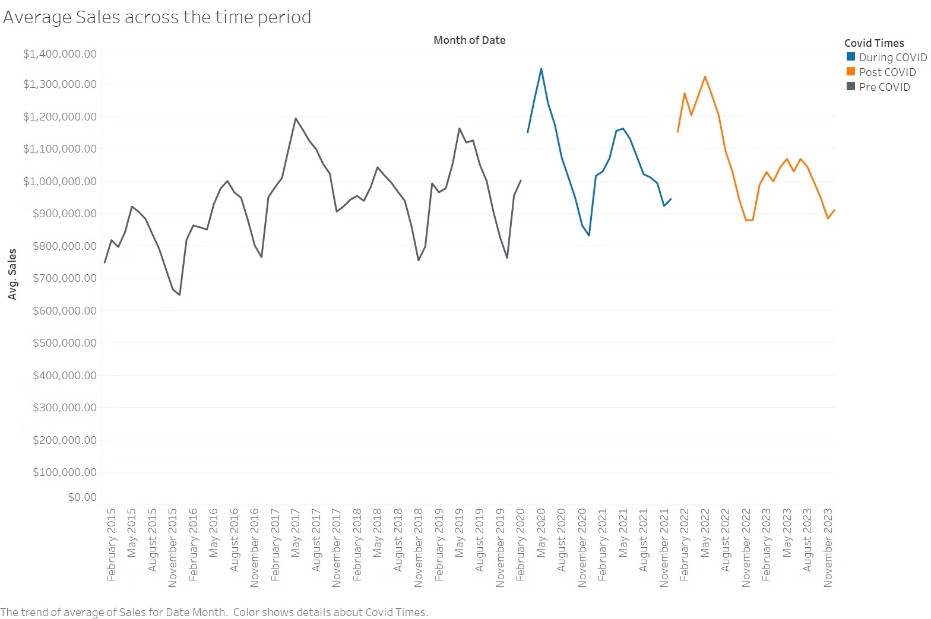 Average Sales across the time period
Month of Date
Covid Times
During COVID
Post COVID
Pre COVID
Avg. Sales
$1,400,000.00
$1,300,000.00
$1,200,000.00
$1,100,000.00
$1,000,000.00
$900,000.00
$800,000.00
$700,000.00
$600,000.00
$500,000.00
$400,000.00
$300,000.00
$200,000.00
$100,000.00
$0.00
February 2015
May 2015
August 2015
November 2015
February 2016
May 2016
August 2016
November 2016
February 2017
May 2017
August 2017
November 2017
February 2018
May 2018
August 2018
November 2018
February 2019
May 2019
August 2019
November 2019
February 2020
May 2020
August 2020
November 2020
February 2021
May 2021
August 2021
November 2021
February 2022
May 2022
August 2022
November 2022
February 2023
May 2023
August 2023
November 2023
The trend of average of Sales for Date Month. Color shows details about Covid Times.